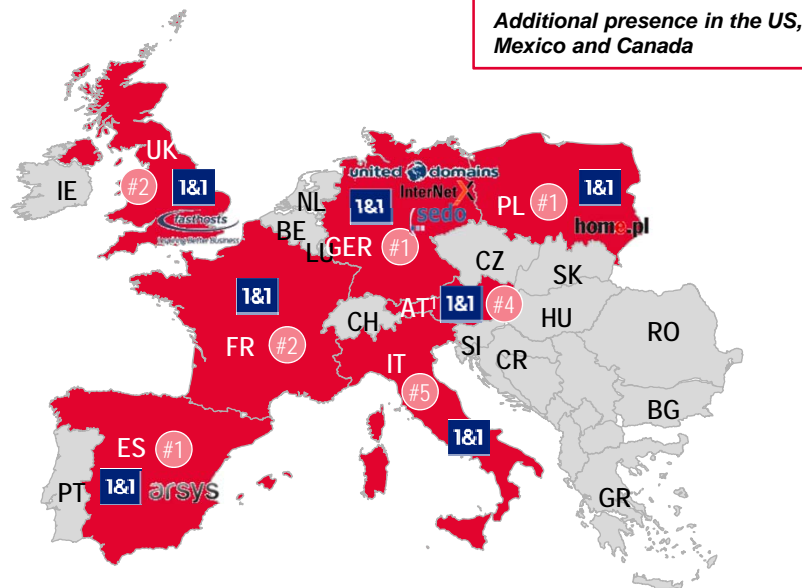 Additional presence in the US,
Mexico and Canada
UK
#2
1&1
fasthosts
Inspiring Better Business
IE
NL
BE
LU
united domains
InterNetX
1&1
sedo
GER
#1
PL
#1
1&1
home.pl
CZ
SK
AT
1&1
#4
HU
RO
1&1
FR
#2
CH
SI
CR
IT
#5
1&1
BG
ES
#1
1&1
arsys
PT
GR